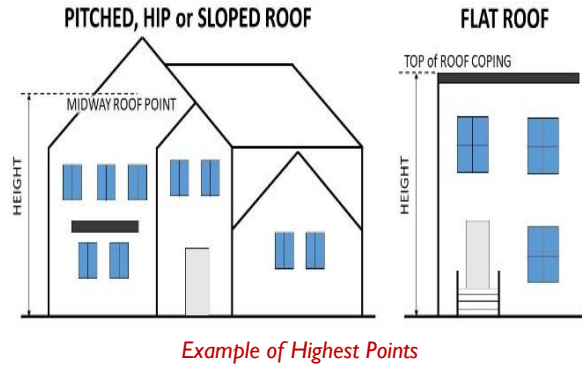 PITCHED, HIP or SLOPED ROOF
MIDWAY ROOF POINT
HEIGHT
FLAT ROOF
TOP of ROOF COPING
HEIGHT
Example of Highest Points